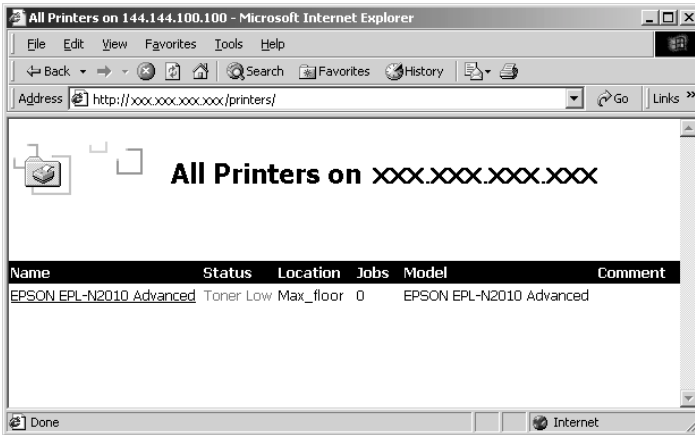 All Printers on 144.144.100.100 - Microsoft Internet Explorer
File Edit View Favorites Tools Help
Back Search Favorites History
Address http://xxx.xxx.xxx.xxx/printers/ Go Links »
All Printers on xxx.xxx.xxx.xxx
Name Status Location Jobs Model Comment
EPSON EPL-N2010 Advanced Toner Low Max_floor 0 EPSON EPL-N2010 Advanced
Done Internet